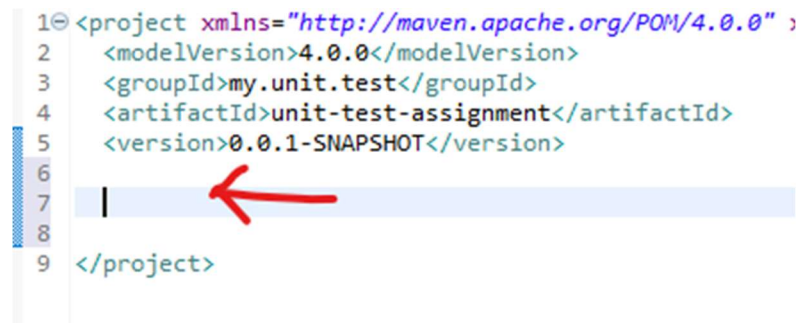 1 <project xmlns="http://maven.apache.org/POM/4.0.0"
2 <modelVersion>4.0.0</modelVersion>
3 <groupId>my.unit.test</groupId>
4 <artifactId>unit-test-assignment</artifactId>
5 <version>0.0.1-SNAPSHOT</version>
6
7
8
9 </project>